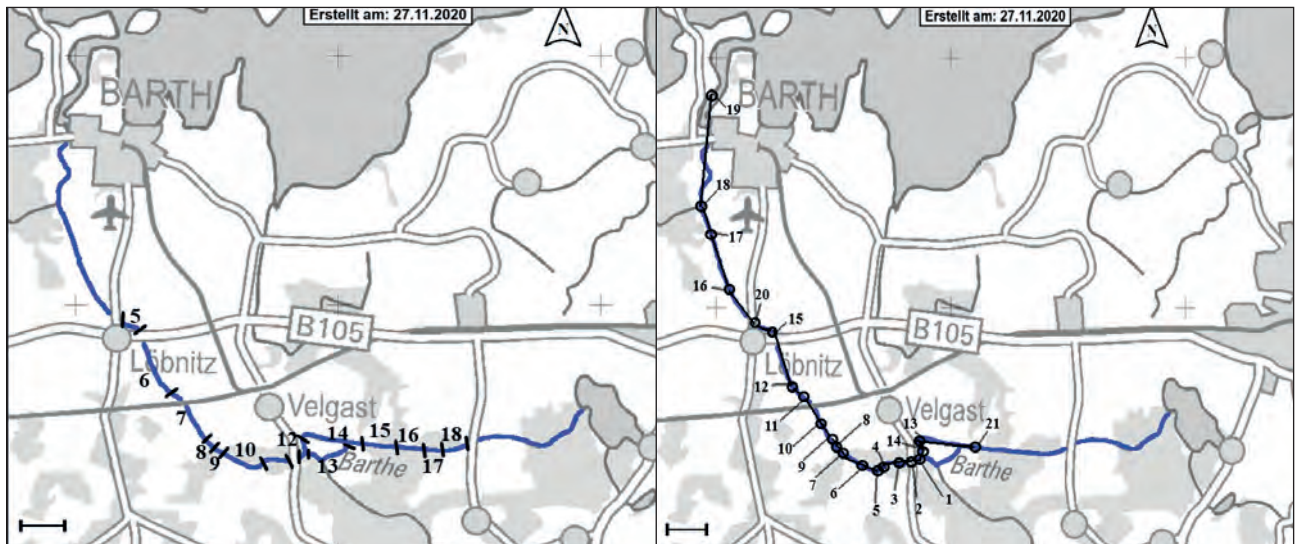 Erstellt am: 27.11.2020
N
BARTH
B105
5
Löbnitz
6
7
Velgast
8
9
10
12
13
14
Barthe
15
16
17
18
Erstellt am: 27.11.2020
N
BARTH
19
18
17
16
20
15
B105
Löbnitz
12
11
Velgast
10
9
8
7
6
5
4
3
2
1
13
14
21
Barthe